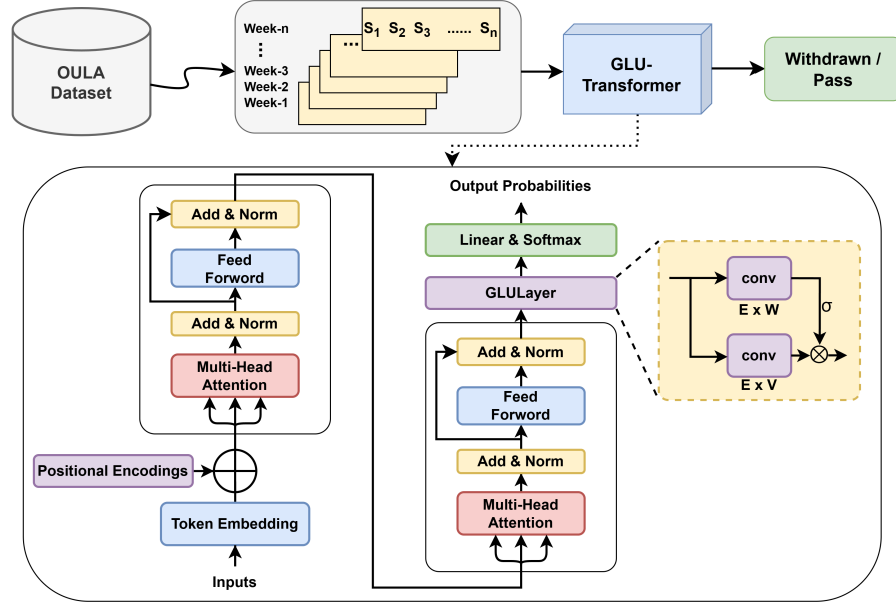 OULA
Dataset
Week-n
⋮
Week-3
Week-2
Week-1
...
S1 S2 S3 ...... Sn
GLU-
Transformer
Withdrawn /
Pass
Add & Norm
Feed
Forword
Add & Norm
Multi-Head
Attention
Positional Encodings
Token Embedding
Inputs
Output Probabilities
Linear & Softmax
GLULayer
Add & Norm
Feed
Forword
Add & Norm
Multi-Head
Attention
conv
E x W
σ
conv
E x V